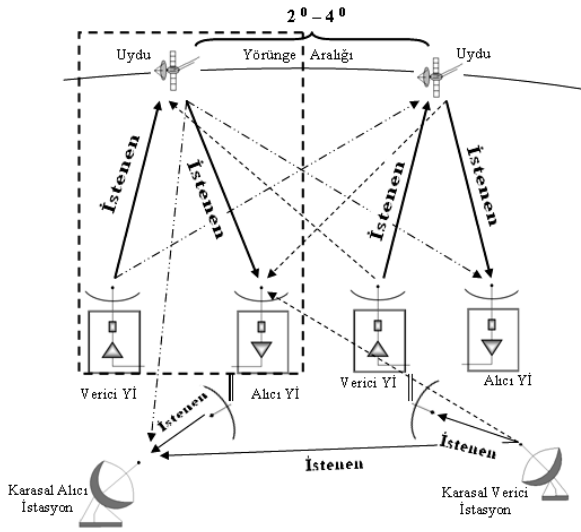 2⁰ – 4⁰
Uydu
Yörünge Aralığı
Uydu
İstenen
İstenen
İstenen
İstenen
Verici Yİ
Alıcı Yİ
Verici Yİ
Alıcı Yİ
İstenen
İstenen
İstenen
Karasal Alıcı
İstasyon
Karasal Verici
İstasyon